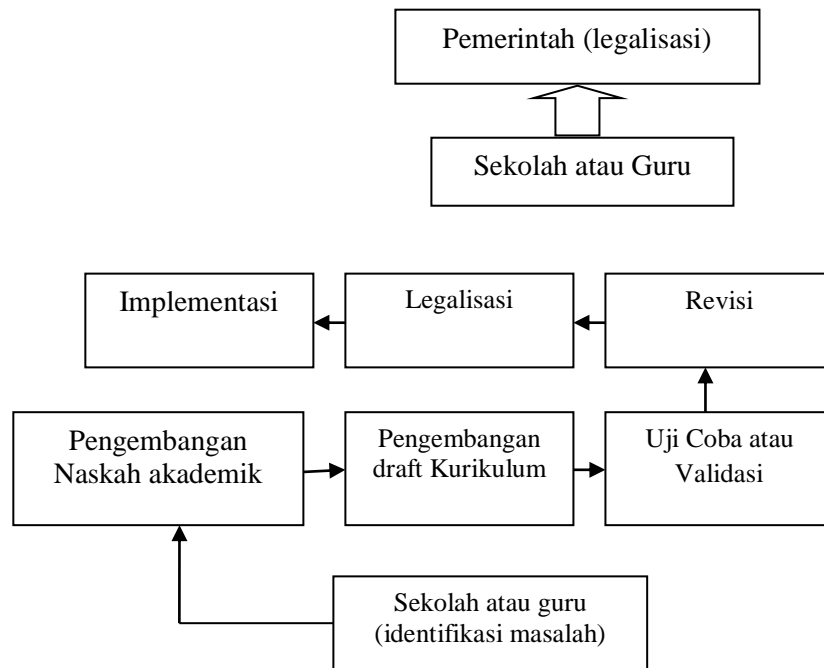 Pemerintah (legalisasi)
Sekolah atau Guru
Implementasi
Legalisasi
Revisi
Pengembangan
Naskah akademik
Pengembangan
draft Kurikulum
Uji Coba atau
Validasi
Sekolah atau guru
(identifikasi masalah)